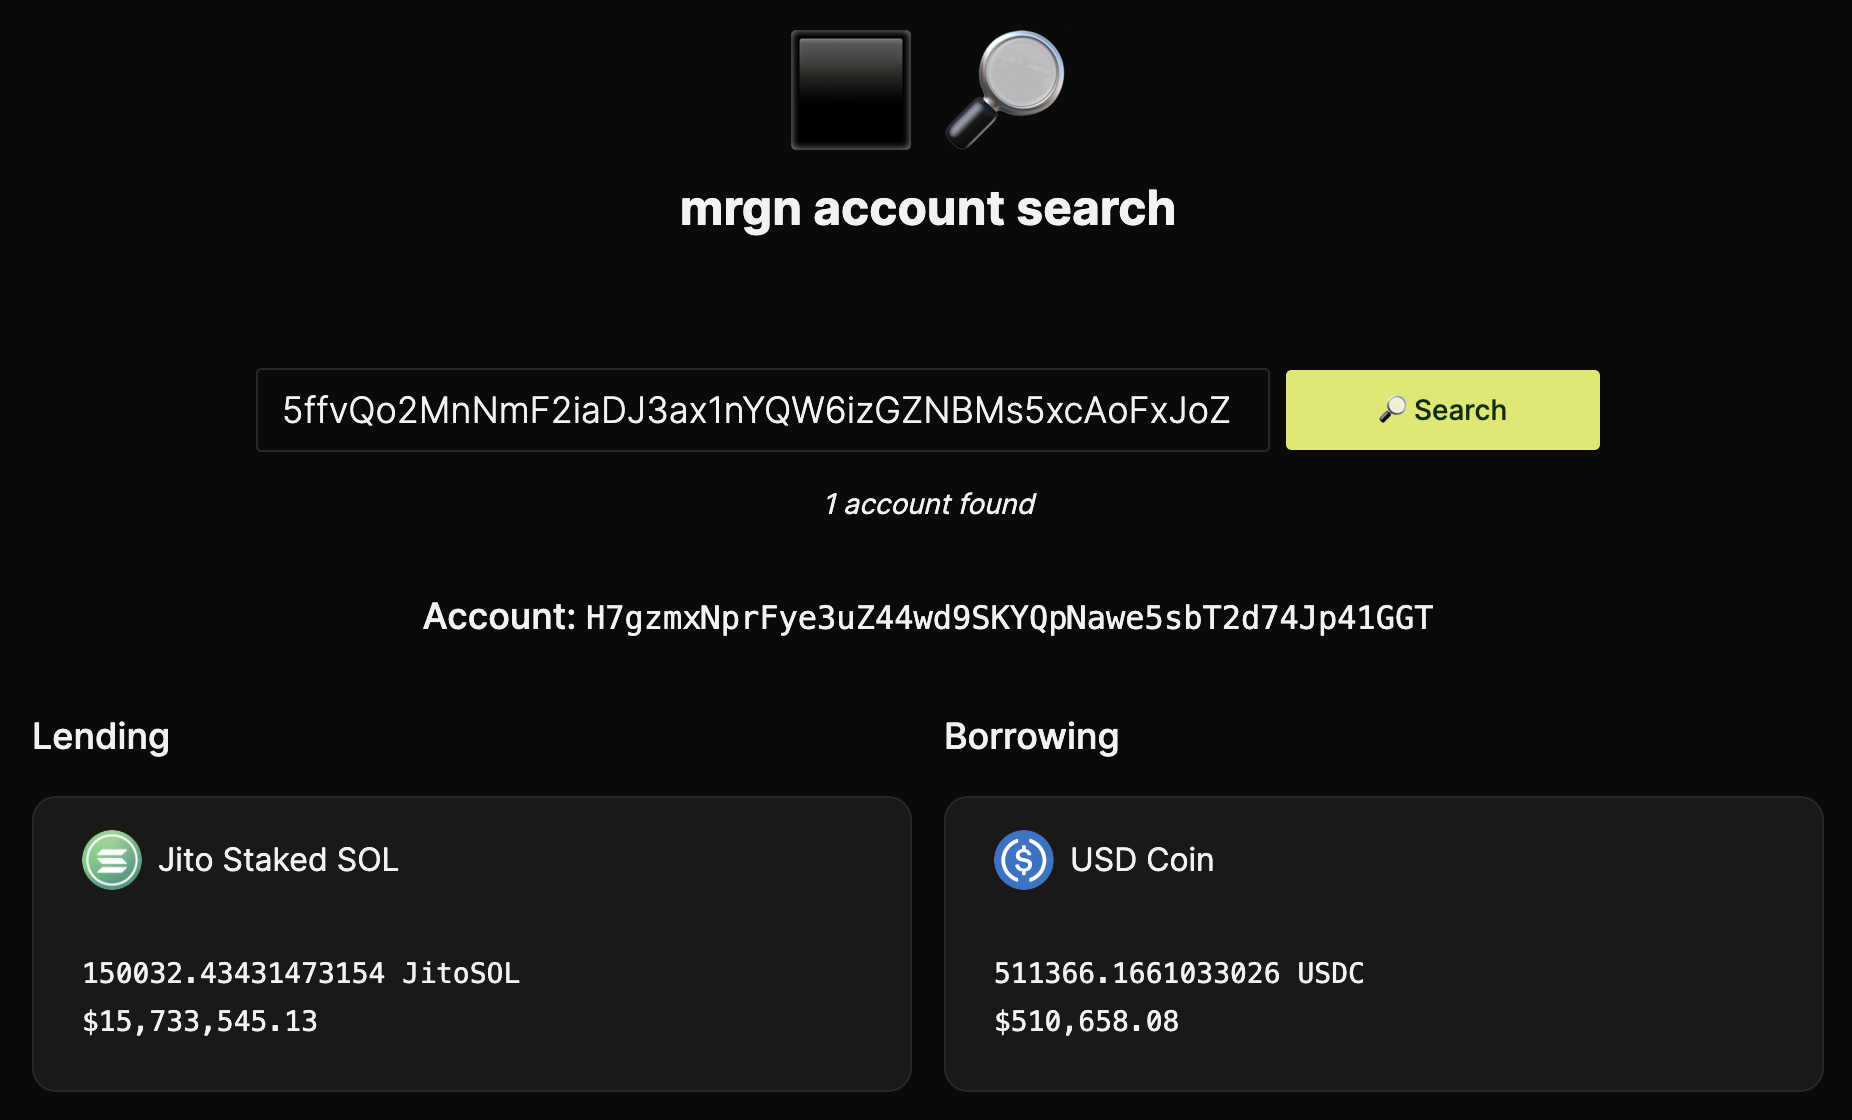 mrgn account search
5ffvQo2MnNmF2iaDJ3ax1nYQW6izGZNBMs5xcAoFxJoZ
Search
1 account found
Account: H7gzmxNprFye3uZ44wd9SKYQpNawe5sbT2d74Jp41GGT
Lending
Jito Staked SOL
150032.43431473154 JitoSOL
$15,733,545.13
Borrowing
USD Coin
511366.1661033026 USDC
$510,658.08